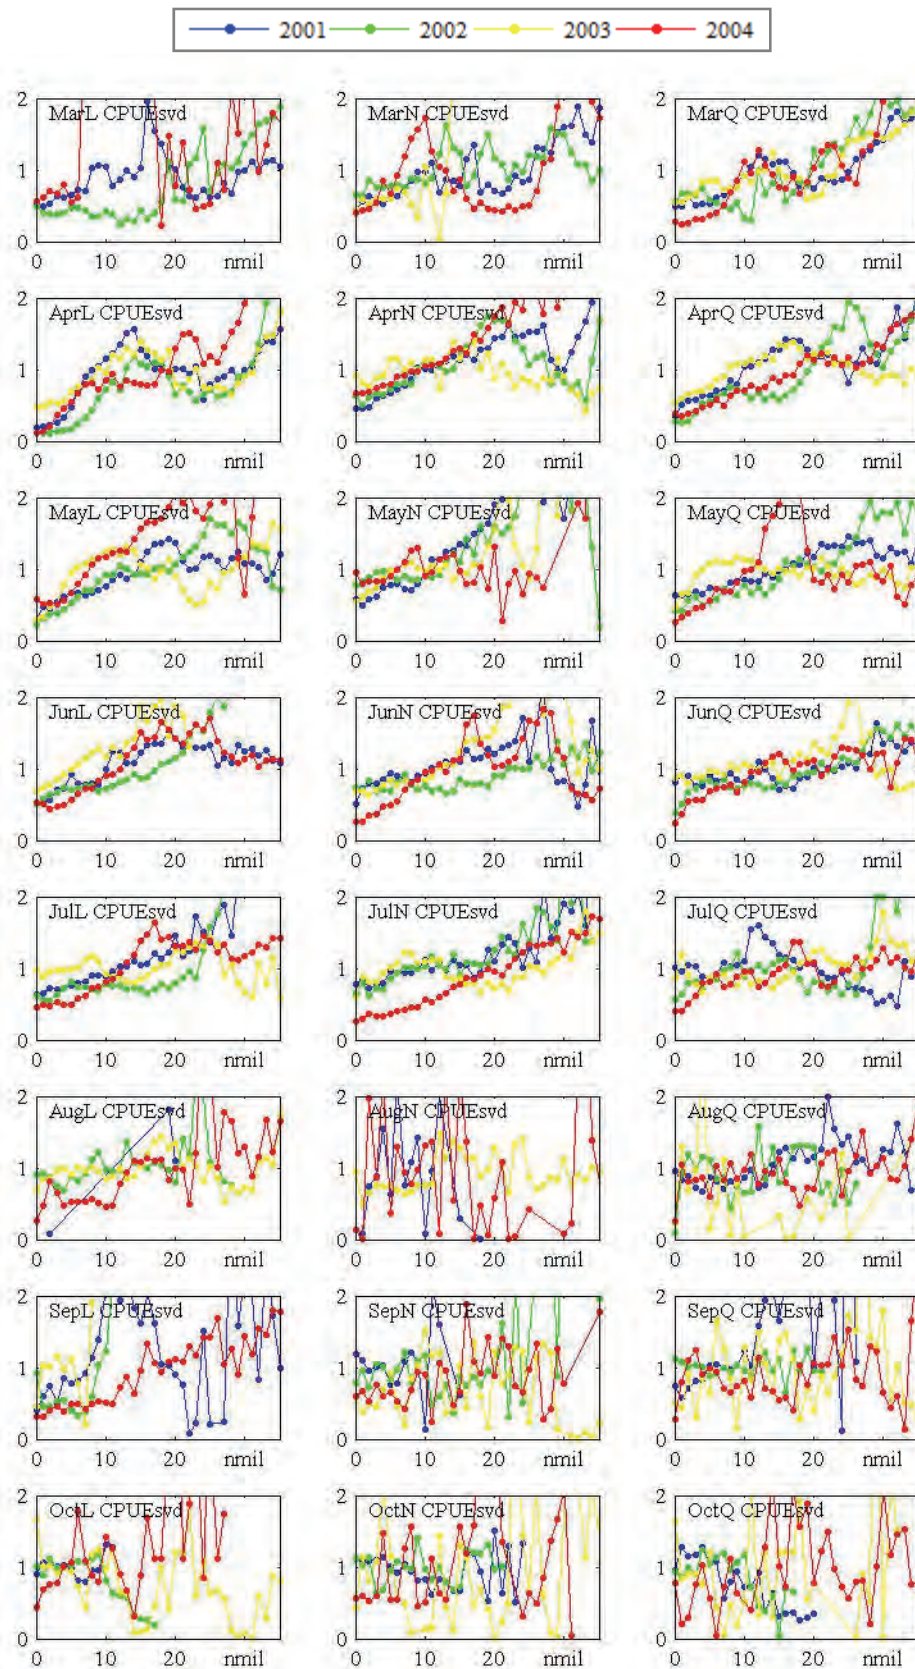 2001 2002 2003 2004
2 2 2
MarL CPUEsvd MarN CPUEsvd MarQ CPUEsvd
1 1 1
0 0 0
0 10 20 nmil 0 10 20 nmil 0 10 20 nmil
2 2 2
AprL CPUEsvd AprN CPUEsvd AprQ CPUEsvd
1 1 1
0 0 0
0 10 20 nmil 0 10 20 nmil 0 10 20 nmil
2 2 2
MayL CPUEsvd MayN CPUEsvd MayQ CPUEsvd
1 1 1
0 0 0
0 10 20 nmil 0 10 20 nmil 0 10 20 nmil
2 2 2
JunL CPUEsvd JunN CPUEsvd JunQ CPUEsvd
1 1 1
0 0 0
0 10 20 nmil 0 10 20 nmil 0 10 20 nmil
2 2 2
JulL CPUEsvd JulN CPUEsvd JulQ CPUEsvd
1 1 1
0 0 0
0 10 20 nmil 0 10 20 nmil 0 10 20 nmil
2 2 2
AugL CPUEsvd AugN CPUEsvd AugQ CPUEsvd
1 1 1
0 0 0
0 10 20 nmil 0 10 20 nmil 0 10 20 nmil
2 2 2
SepL CPUEsvd SepN CPUEsvd SepQ CPUEsvd
1 1 1
0 0 0
0 10 20 nmil 0 10 20 nmil 0 10 20 nmil
2 2 2
OctL CPUEsvd OctN CPUEsvd OctQ CPUEsvd
1 1 1
0 0 0
0 10 20 nmil 0 10 20 nmil 0 10 20 nmil